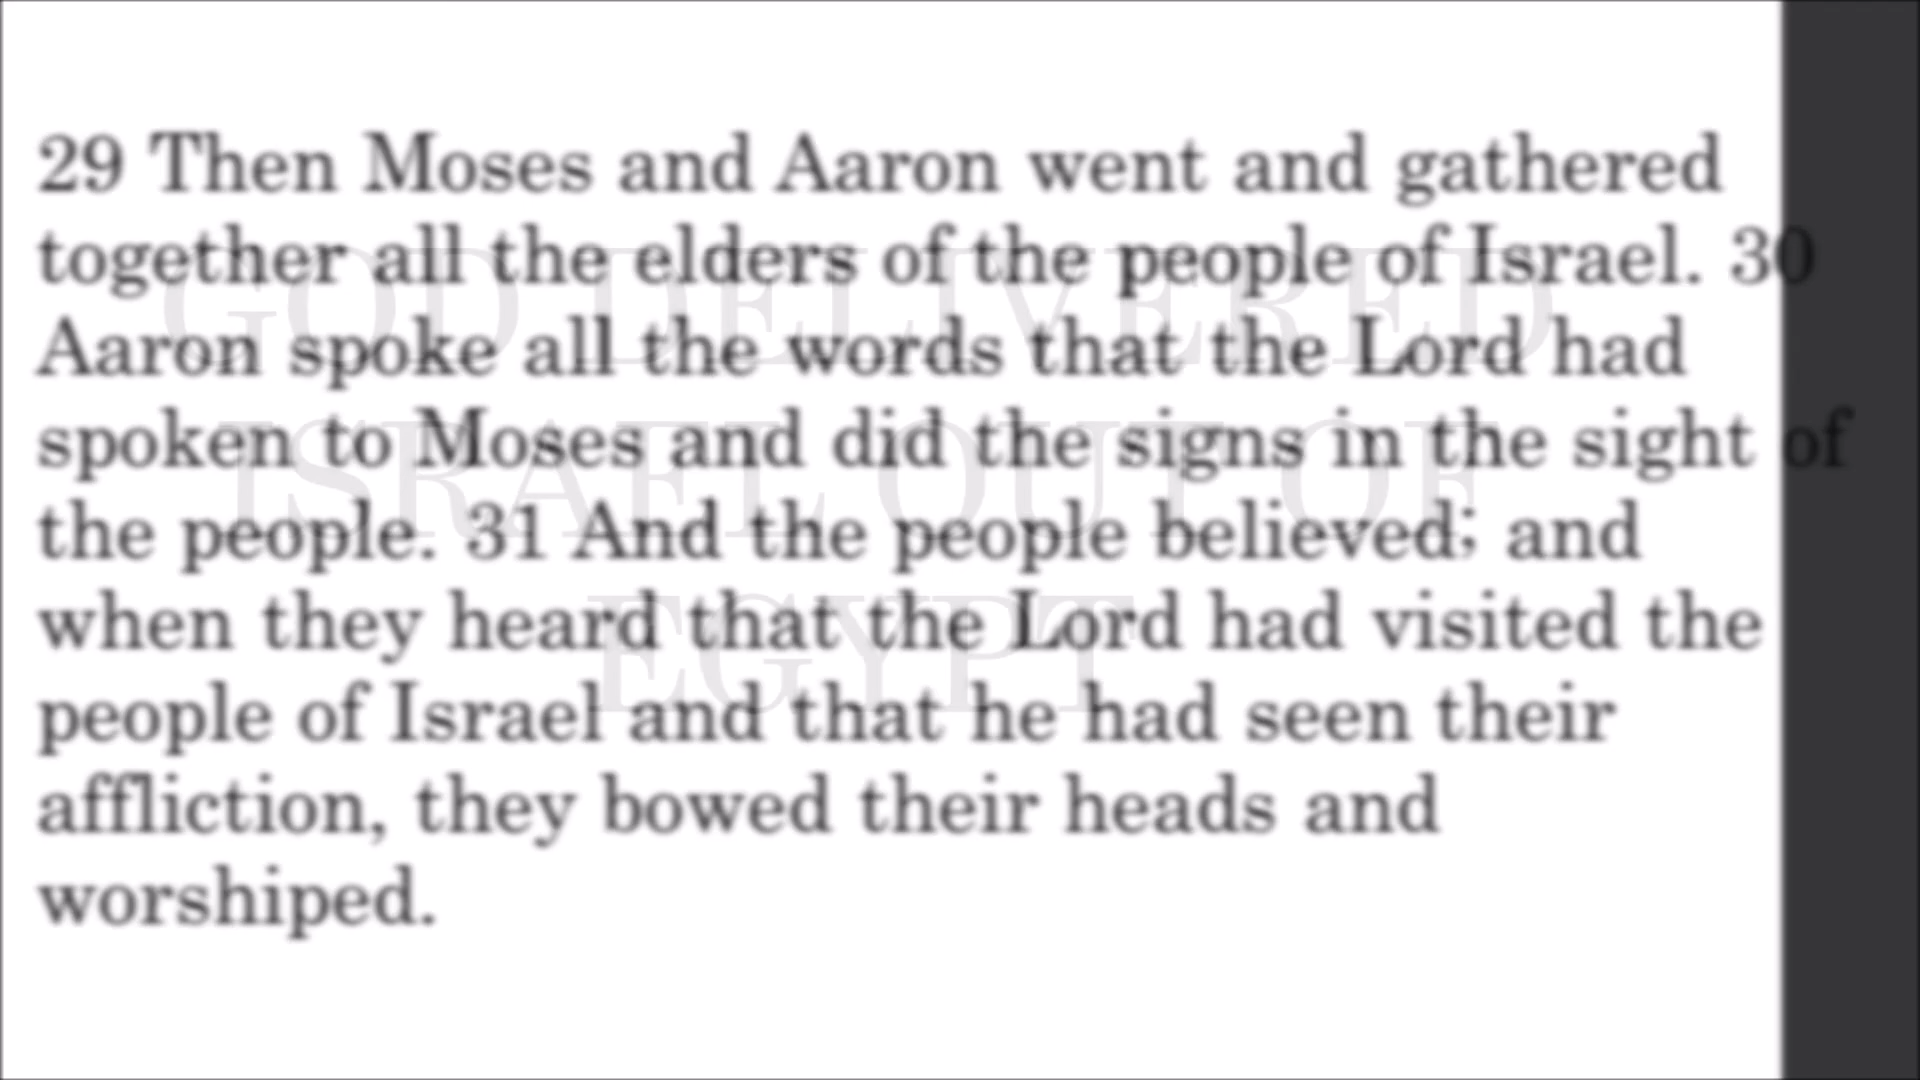 29 Then Moses and Aaron went and gathered
together all the elders of the people of Israel. 30
Aaron spoke all the words that the Lord had
spoken to Moses and did the signs in the sight of
the people. 31 And the people believed; and
when they heard that the Lord had visited the
people of Israel and that he had seen their
affliction, they bowed their heads and
worshiped.
GOD DELIVERED
ISRAEL OUT OF
EGYPT